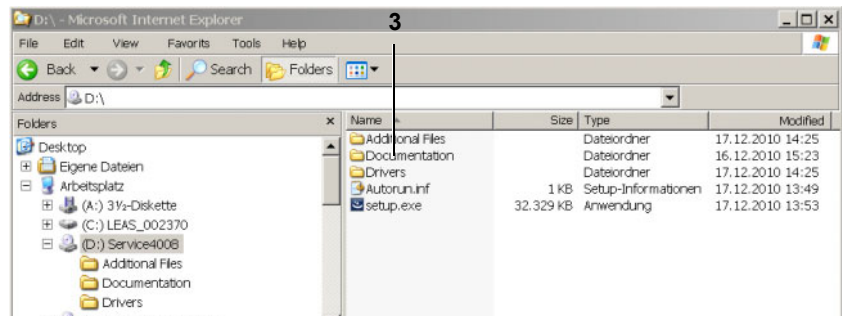 D:\ - Microsoft Internet Explorer
3
File Edit View Favorits Tools Help
Back Search Folders
Address D:\
Folders
Desktop
Eigene Dateien
Arbeitsplatz
(A:) 3½-Diskette
(C:) LEAS_002370
(D:) Service4008
Additional Files
Documentation
Drivers
Name Size Type Modified
Additional Files Dateiordner 17.12.2010 14:25
Documentation Dateiordner 16.12.2010 15:23
Drivers Dateiordner 17.12.2010 14:25
Autorun.inf 1 KB Setup-Informationen 17.12.2010 13:49
setup.exe 32.329 KB Anwendung 17.12.2010 13:53